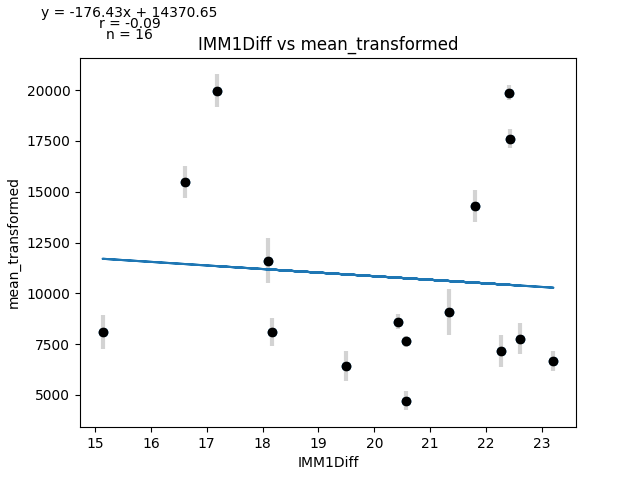 y = -176.43x + 14370.65
r = -0.09
n = 16
IMM1Diff vs mean_transformed
20000
17500
15000
12500
10000
7500
5000
mean_transformed
15 16 17 18 19 20 21 22 23
IMM1Diff